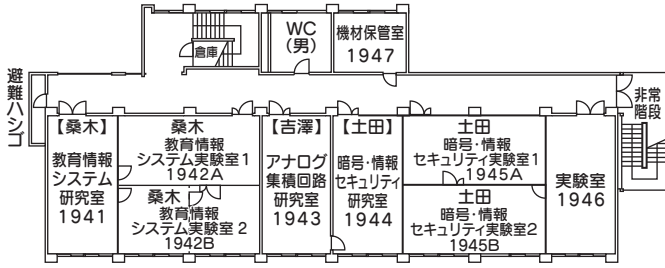 倉庫
WC
(男)
機材保管室
1947
避難ハシゴ
非常
階段
【桑木】
教育情報
システム
研究室
1941
桑木
教育情報
システム実験室1
1942A
桑木
教育情報
システム実験室2
1942B
【吉澤】
アナログ
集積回路
研究室
1943
【土田】
暗号・情報
セキュリティ
研究室
1944
土田
暗号・情報
セキュリティ実験室1
1945A
土田
暗号・情報
セキュリティ実験室2
1945B
実験室
1946